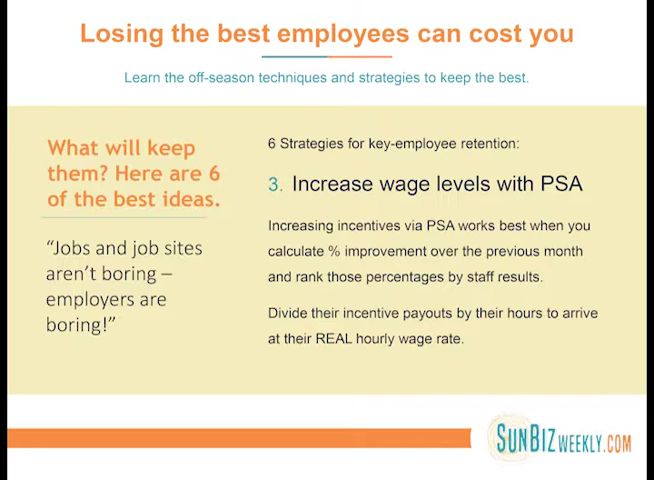 Losing the best employees can cost you
Learn the off-season techniques and strategies to keep the best.
What will keep
them? Here are 6
of the best ideas.
“Jobs and job sites
aren’t boring –
employers are
boring!”
6 Strategies for key-employee retention:
3. Increase wage levels with PSA
Increasing incentives via PSA works best when you
calculate % improvement over the previous month
and rank those percentages by staff results.
Divide their incentive payouts by their hours to arrive
at their REAL hourly wage rate.
SUNBIZWEEKLY.COM